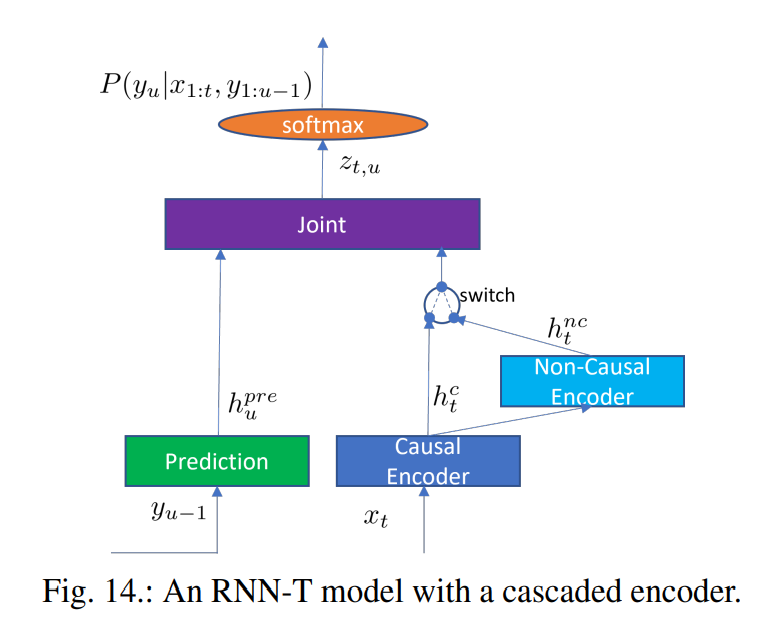 P(y_u|x_{1:t}, y_{1:u−1})
softmax
z_{t,u}
Joint
switch
h_t^{nc}
Non-Causal
Encoder
h_u^{pre}
h_t^c
Prediction
Causal
Encoder
y_{u−1}
x_t
Fig. 14.: An RNN-T model with a cascaded encoder.